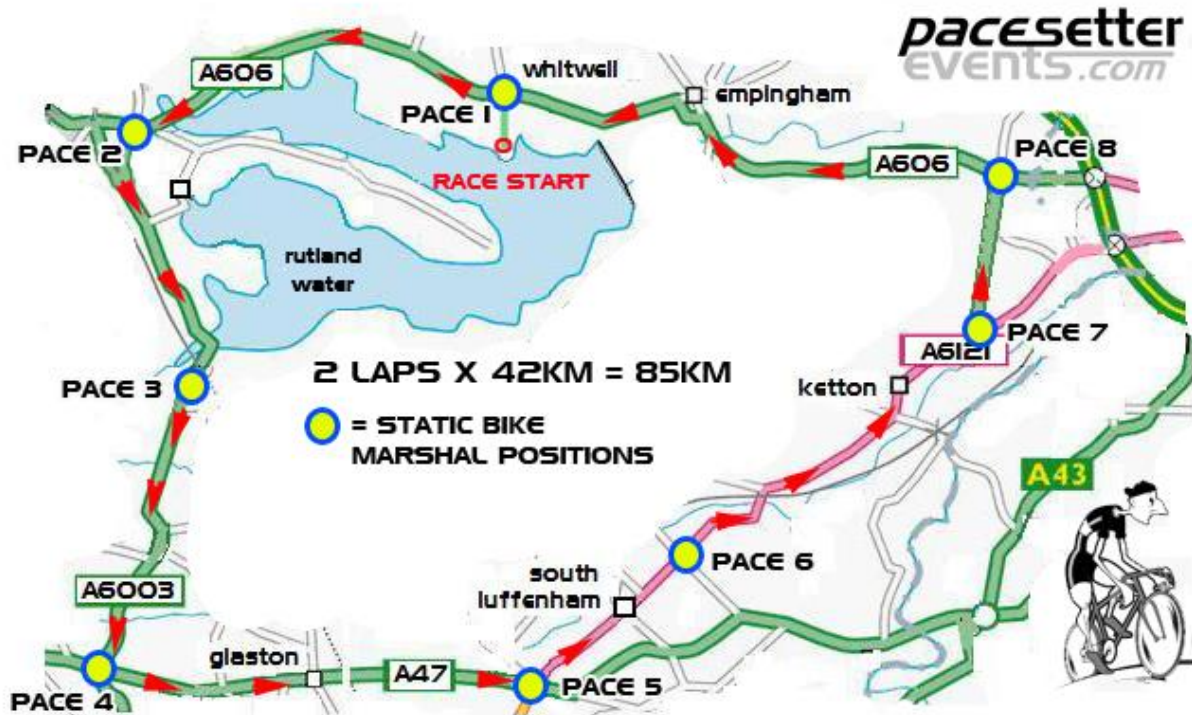 pacesetter
events.com
A606
whitwell
empingham
PACE 1
PACE 2
PACE 8
A606
RACE START
rutland
water
PACE 7
A6121
2 LAPS X 42KM = 85KM
ketton
PACE 3
= STATIC BIKE
MARSHAL POSITIONS
A43
PACE 6
south
luffenham
A6003
glaston
A47
PACE 5
PACE 4